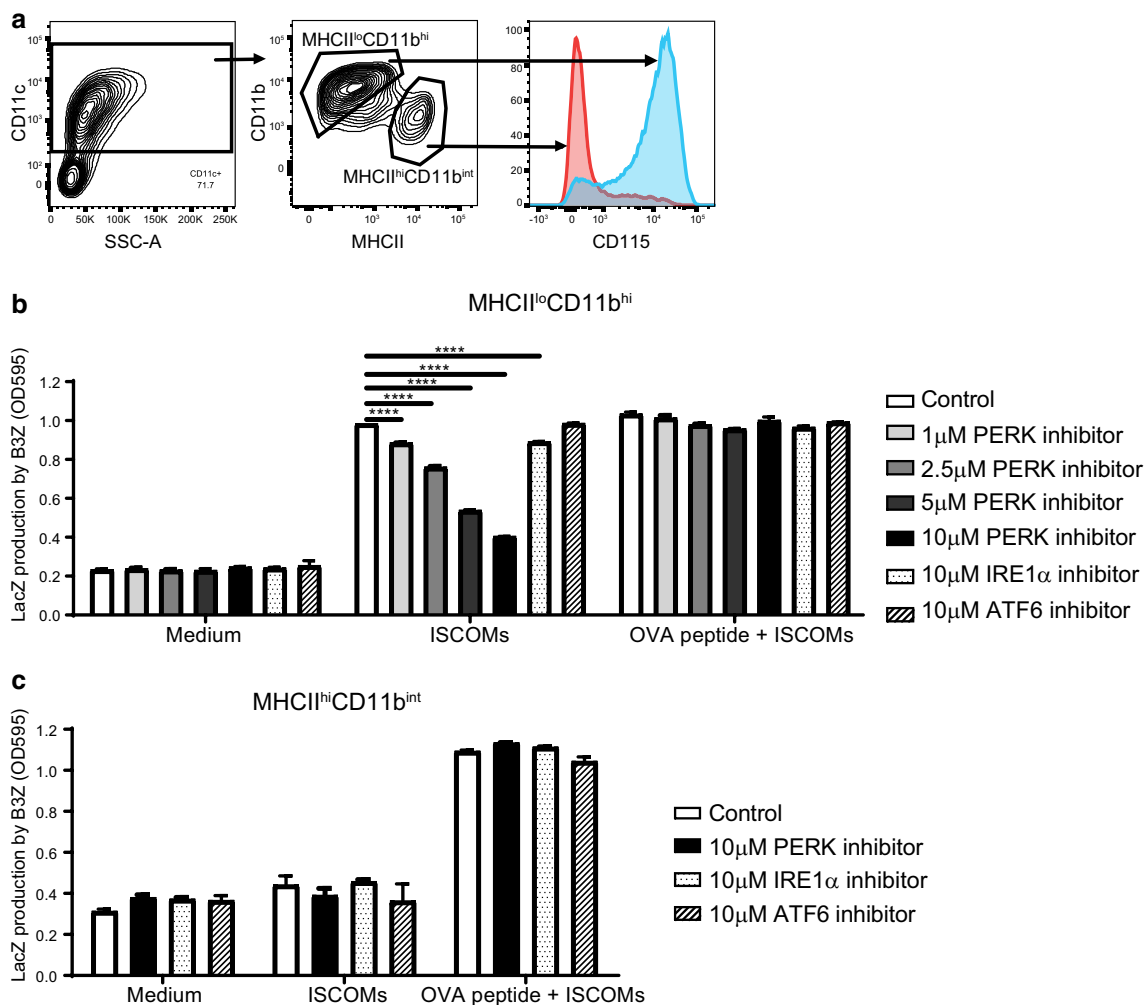 a
CD11c
10⁵
10⁴
10³
10²
0
CD11c+
71.7
0 50K 100K 150K 200K 250K
SSC-A
MHCIIˡᵒCD11bʰⁱ
CD11b
10⁵
10⁴
10³
0
MHCIIʰⁱCD11bⁱⁿᵗ
0 10³ 10⁴ 10⁵
MHCII
100
80
60
40
20
0
-10³ 0 10³ 10⁴ 10⁵
CD115
b
MHCIIˡᵒCD11bʰⁱ
LacZ production by B3Z (OD595)
1.2
1.0
0.8
0.6
0.4
0.2
0.0
****
****
****
****
****
Medium ISCOMs OVA peptide + ISCOMs
Control
1μM PERK inhibitor
2.5μM PERK inhibitor
5μM PERK inhibitor
10μM PERK inhibitor
10μM IRE1α inhibitor
10μM ATF6 inhibitor
c
MHCIIʰⁱCD11bⁱⁿᵗ
LacZ production by B3Z (OD595)
1.2
1.0
0.8
0.6
0.4
0.2
0.0
Medium ISCOMs OVA peptide + ISCOMs
Control
10μM PERK inhibitor
10μM IRE1α inhibitor
10μM ATF6 inhibitor